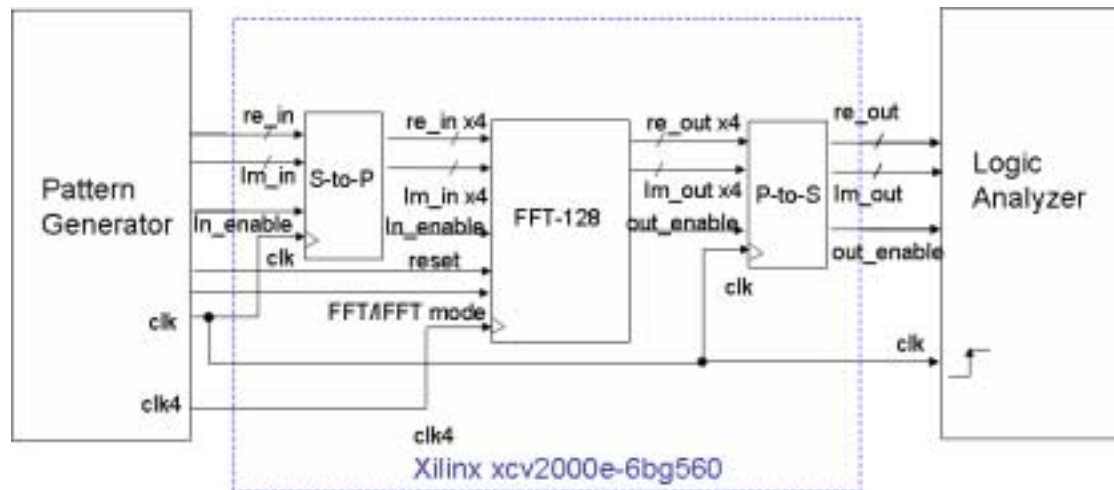 Pattern
Generator
re_in
Im_in
In_enable
clk
clk4
S-to-P
clk
re_in x4
Im_in x4
In_enable
reset
FFT/IFFT mode
FFT-128
clk4
re_out x4
Im_out x4
out_enable
P-to-S
clk
re_out
Im_out
out_enable
clk
Logic
Analyzer
Xilinx xcv2000e-6bg560